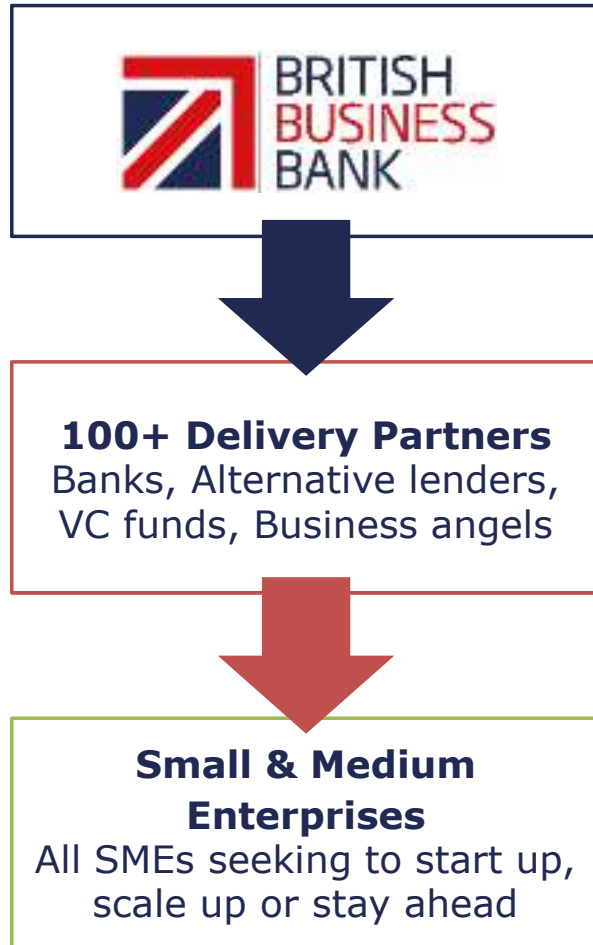 BRITISH
BUSINESS
BANK
100+ Delivery Partners
Banks, Alternative lenders,
VC funds, Business angels
Small & Medium
Enterprises
All SMEs seeking to start up,
scale up or stay ahead